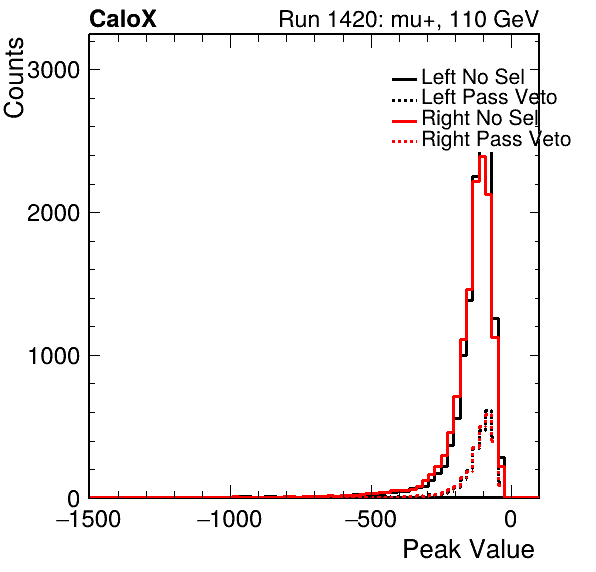 CaloX Run 1420: mu+, 110 GeV
Counts
3000
2000
1000
0
Left No Sel
Left Pass Veto
Right No Sel
Right Pass Veto
−1500 −1000 −500 0
Peak Value